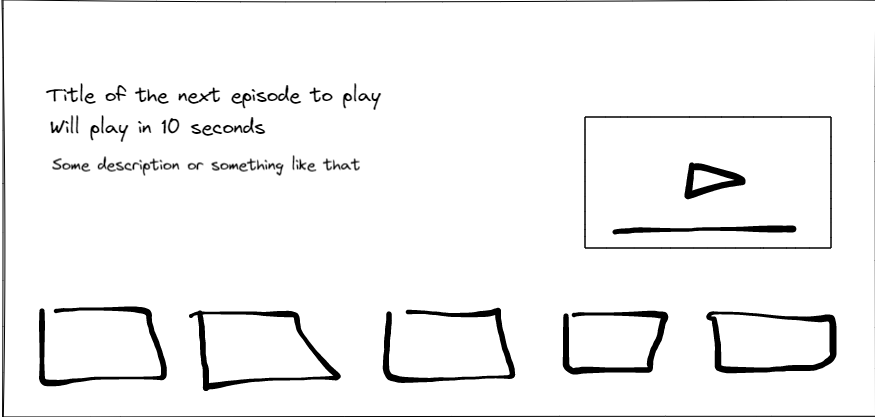 Title of the next episode to play
Will play in 10 seconds
Some description or something like that